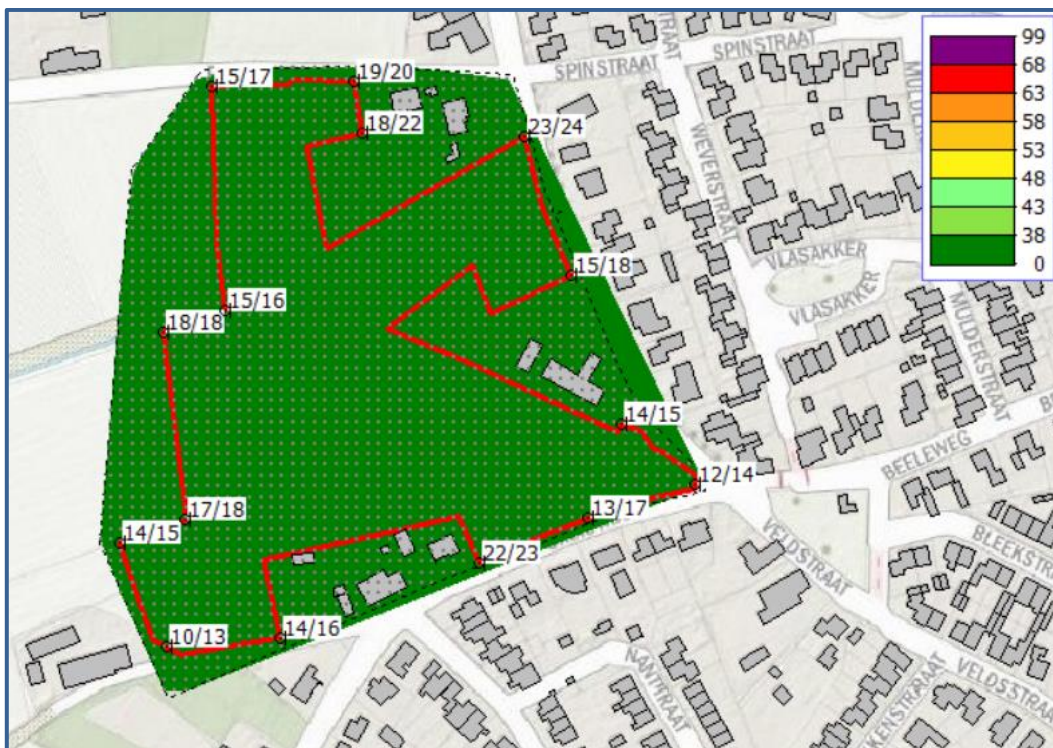 SPINSTRAAT
SPINSTRAAT
WEVERSTRAAT
VLASAKKER
VLASAKKER
MULDERSTRAAT
BEELEWEG
BLEEKSTRA
VELDSTRAAT
VELDSSTRAAT
NANTRAAT
99
68
63
58
53
48
43
38
0
15/17
19/20
18/22
23/24
15/18
15/16
18/18
14/15
12/14
13/17
17/18
14/15
22/23
14/16
10/13